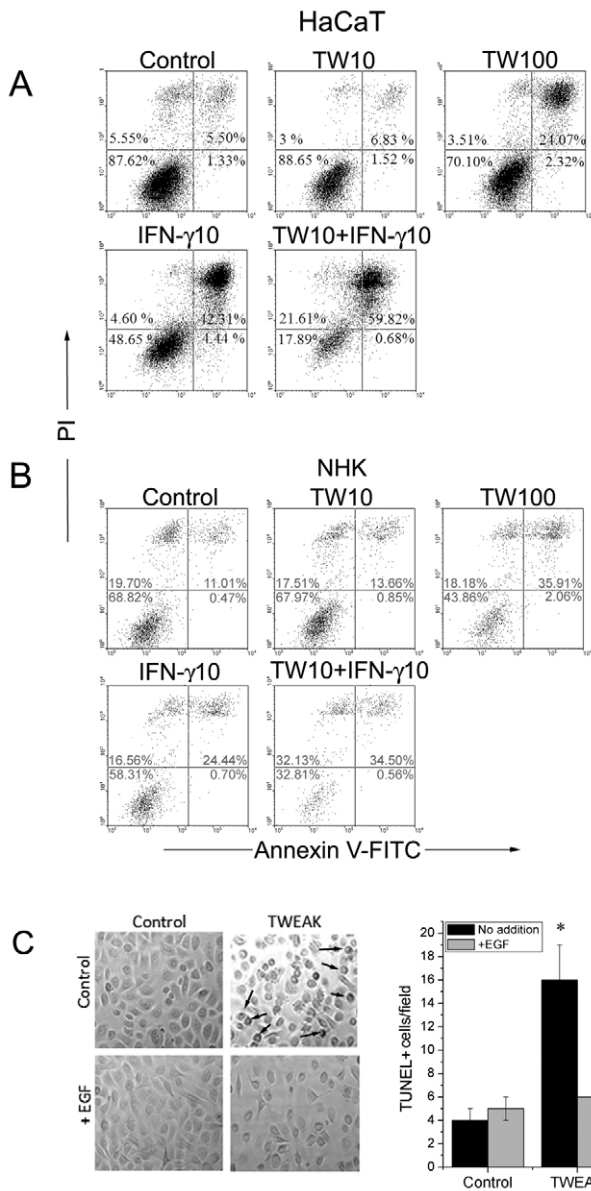 HaCaT
A
Control
TW10
TW100
5.55%
5.50%
87.62%
1.33%
3 %
6.83 %
88.65 %
1.52 %
3.51%
24.07%
70.10%
2.32%
IFN-γ10
TW10+IFN-γ10
4.60 %
42.31%
48.65 %
4.44 %
21.61%
59.82%
17.89%
0.68%
PI
B
NHK
Control
TW10
TW100
19.70%
11.01%
68.82%
0.47%
17.51%
13.66%
67.97%
0.85%
18.18%
35.91%
43.86%
2.06%
IFN-γ10
TW10+IFN-γ10
16.56%
24.44%
58.31%
0.70%
32.13%
34.50%
32.81%
0.56%
Annexin V-FITC
C
Control
TWEAK
Control
+ EGF
No addition
+EGF
*
TUNEL+ cells/field
20
18
16
14
12
10
8
6
4
2
0
Control
TWEA